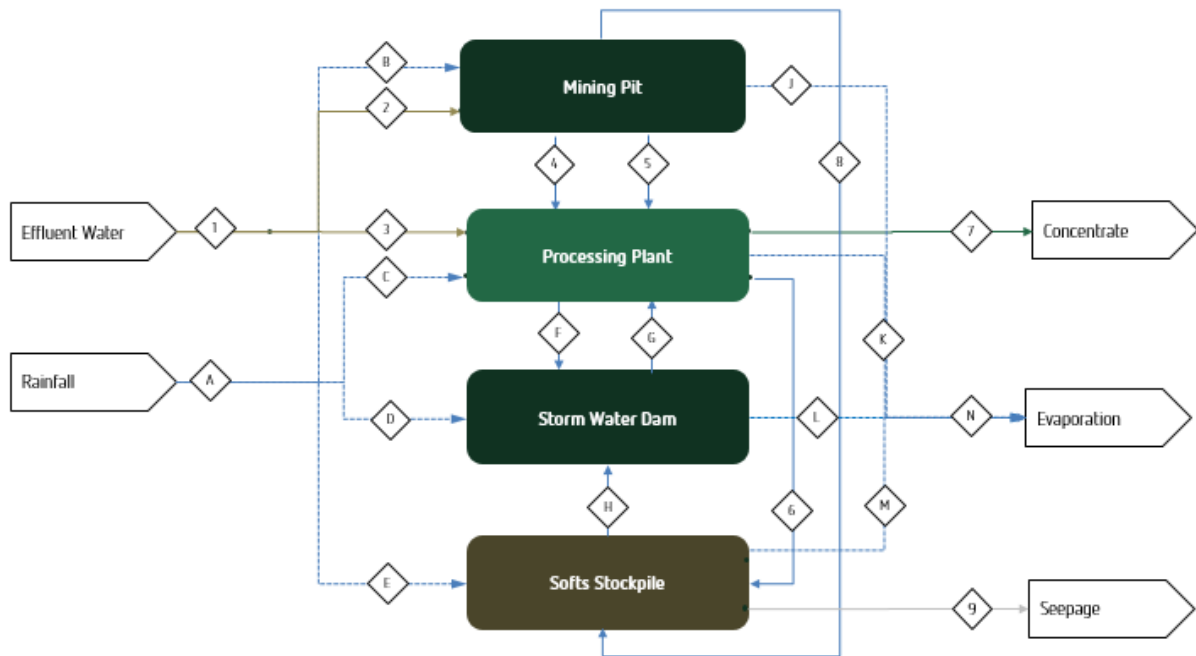 B
Mining Pit
J
2
4
5
8
Effluent Water
1
3
Processing Plant
7
Concentrate
C
F
G
K
Rainfall
A
D
Storm Water Dam
L
N
Evaporation
H
6
M
E
Softs Stockpile
9
Seepage